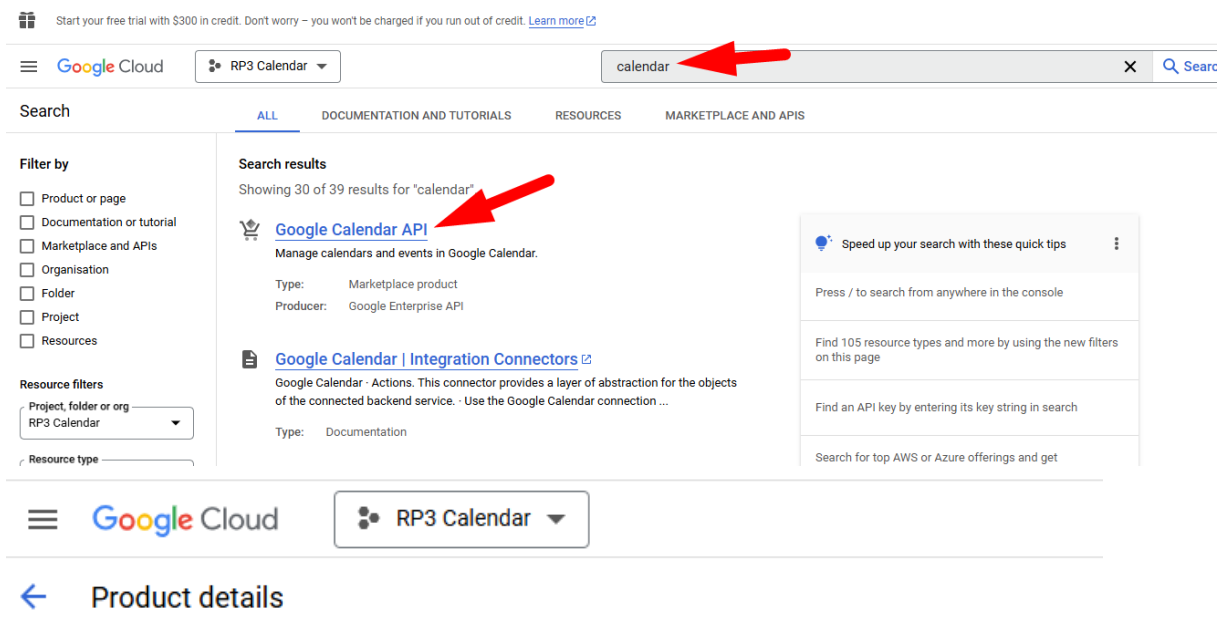 Start your free trial with $300 in credit. Don't worry – you won't be charged if you run out of credit. Learn more
Google Cloud
RP3 Calendar
calendar
Search
ALL
DOCUMENTATION AND TUTORIALS
RESOURCES
MARKETPLACE AND APIS
Filter by
Product or page
Documentation or tutorial
Marketplace and APIs
Organisation
Folder
Project
Resources
Resource filters
Project, folder or org
RP3 Calendar
Resource type
Search results
Showing 30 of 39 results for "calendar"
Google Calendar API
Manage calendars and events in Google Calendar.
Type: Marketplace product
Producer: Google Enterprise API
Google Calendar | Integration Connectors
Google Calendar · Actions. This connector provides a layer of abstraction for the objects
of the connected backend service. · Use the Google Calendar connection ...
Type: Documentation
Speed up your search with these quick tips
Press / to search from anywhere in the console
Find 105 resource types and more by using the new filters
on this page
Find an API key by entering its key string in search
Search for top AWS or Azure offerings and get
Google Cloud
RP3 Calendar
Product details